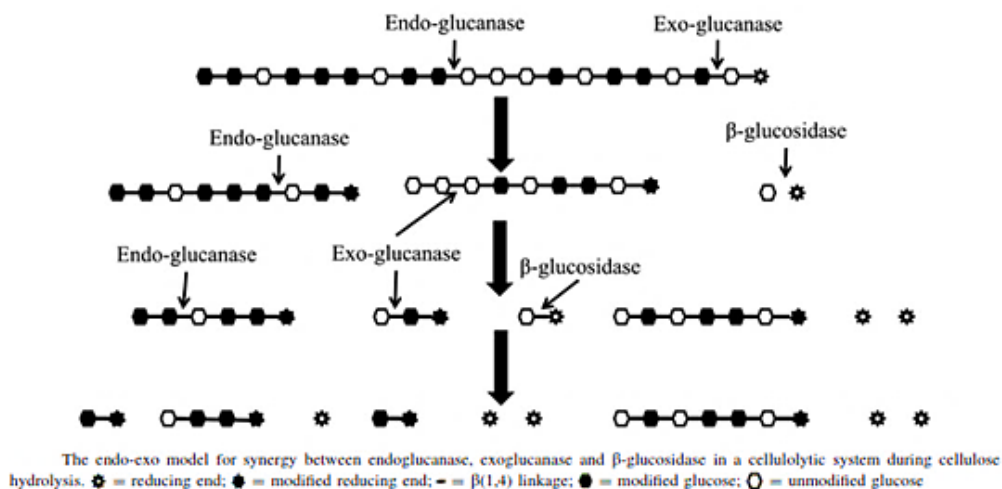 Endo-glucanase Exo-glucanase
Endo-glucanase β-glucosidase
Endo-glucanase Exo-glucanase β-glucosidase
The endo-exo model for synergy between endoglucanase, exoglucanase and β-glucosidase in a cellulolytic system during cellulose
hydrolysis. = reducing end; = modified reducing end; = β(1,4) linkage; = modified glucose; = unmodified glucose